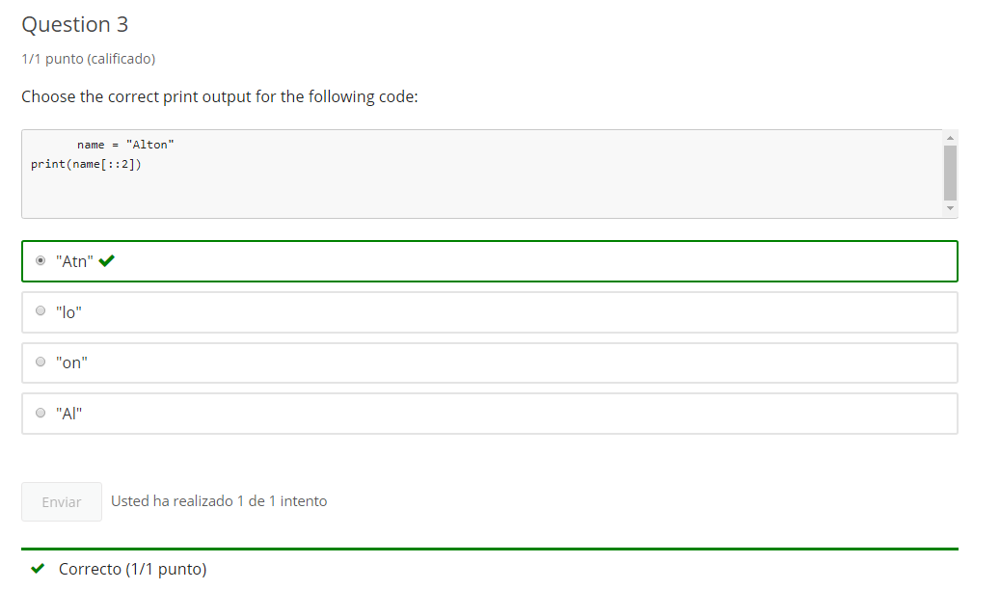 Question 3
1/1 punto (calificado)
Choose the correct print output for the following code:
name = "Alton"
print(name[::2])
"Atn"
"lo"
"on"
"Al"
Enviar
Usted ha realizado 1 de 1 intento
Correcto (1/1 punto)